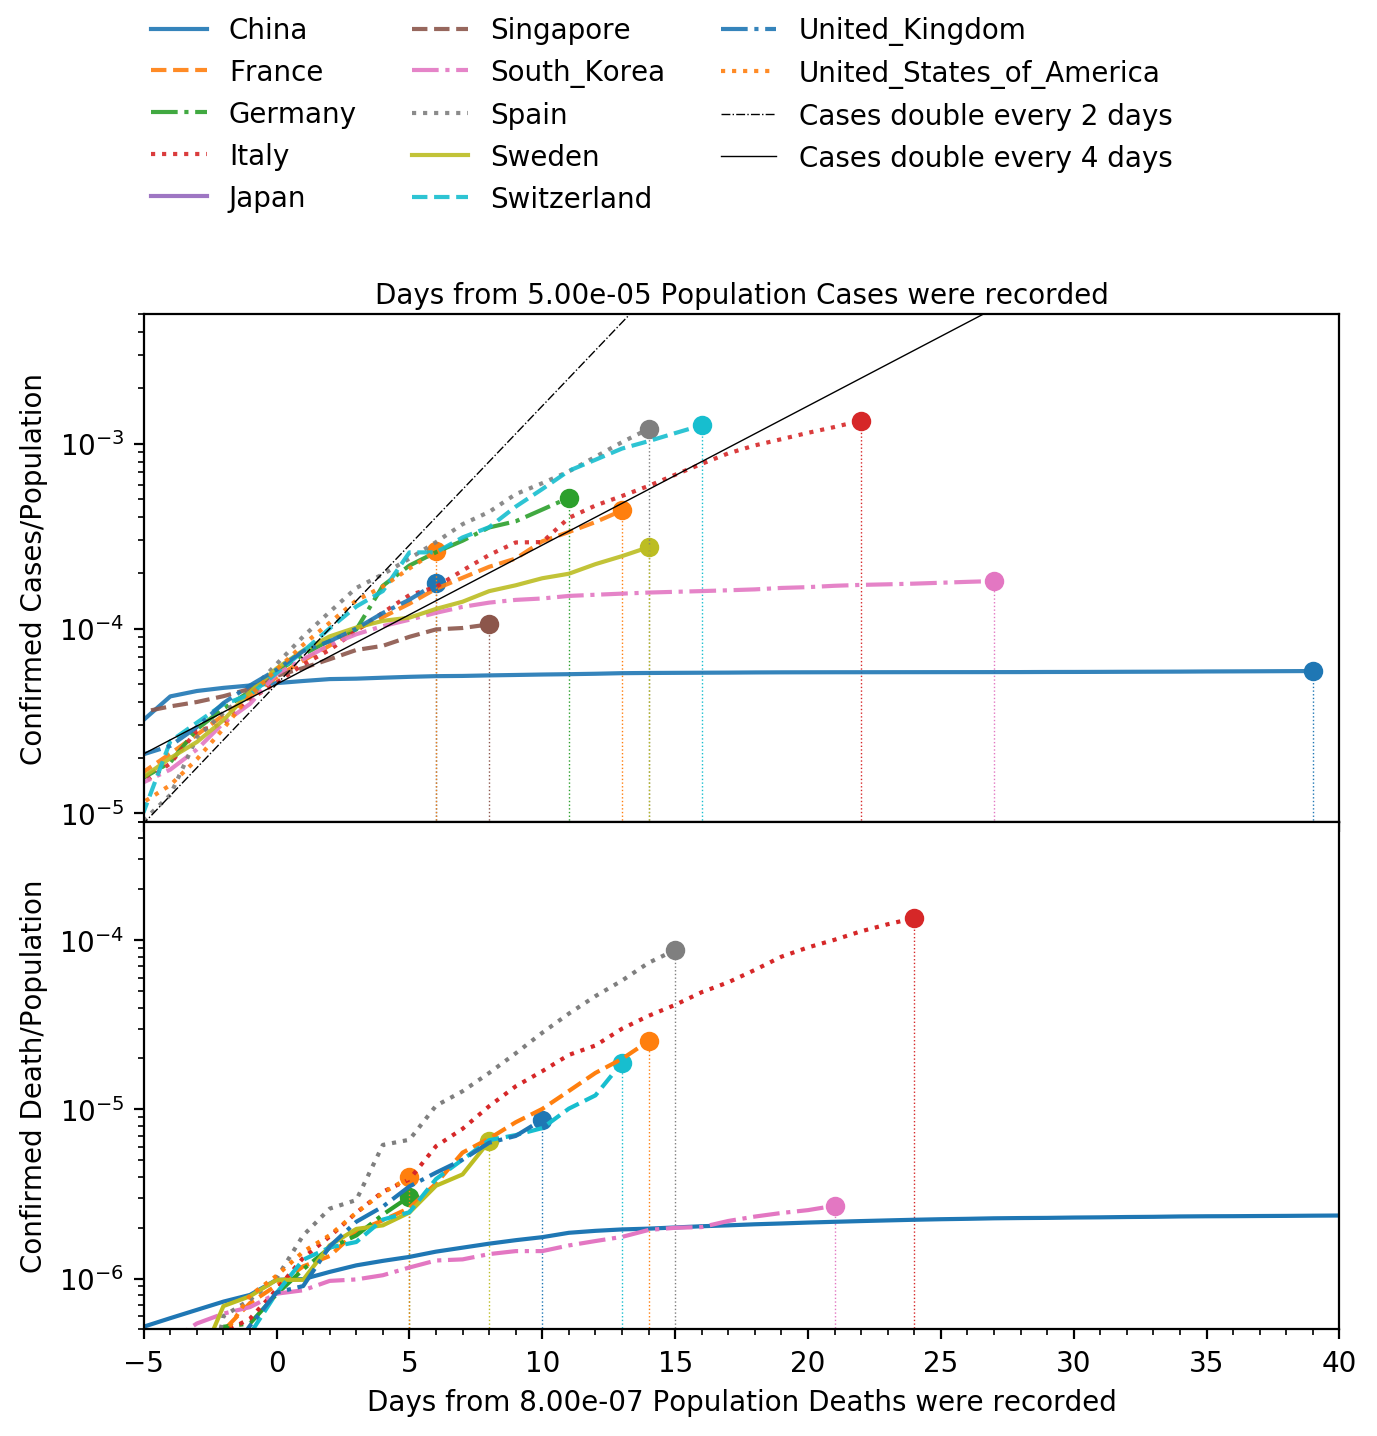 China
France
Germany
Italy
Japan
Singapore
South_Korea
Spain
Sweden
Switzerland
United_Kingdom
United_States_of_America
Cases double every 2 days
Cases double every 4 days
Days from 5.00e-05 Population Cases were recorded
Confirmed Cases/Population
10⁻³
10⁻⁴
10⁻⁵
Confirmed Death/Population
10⁻⁴
10⁻⁵
10⁻⁶
−5 0 5 10 15 20 25 30 35 40
Days from 8.00e-07 Population Deaths were recorded